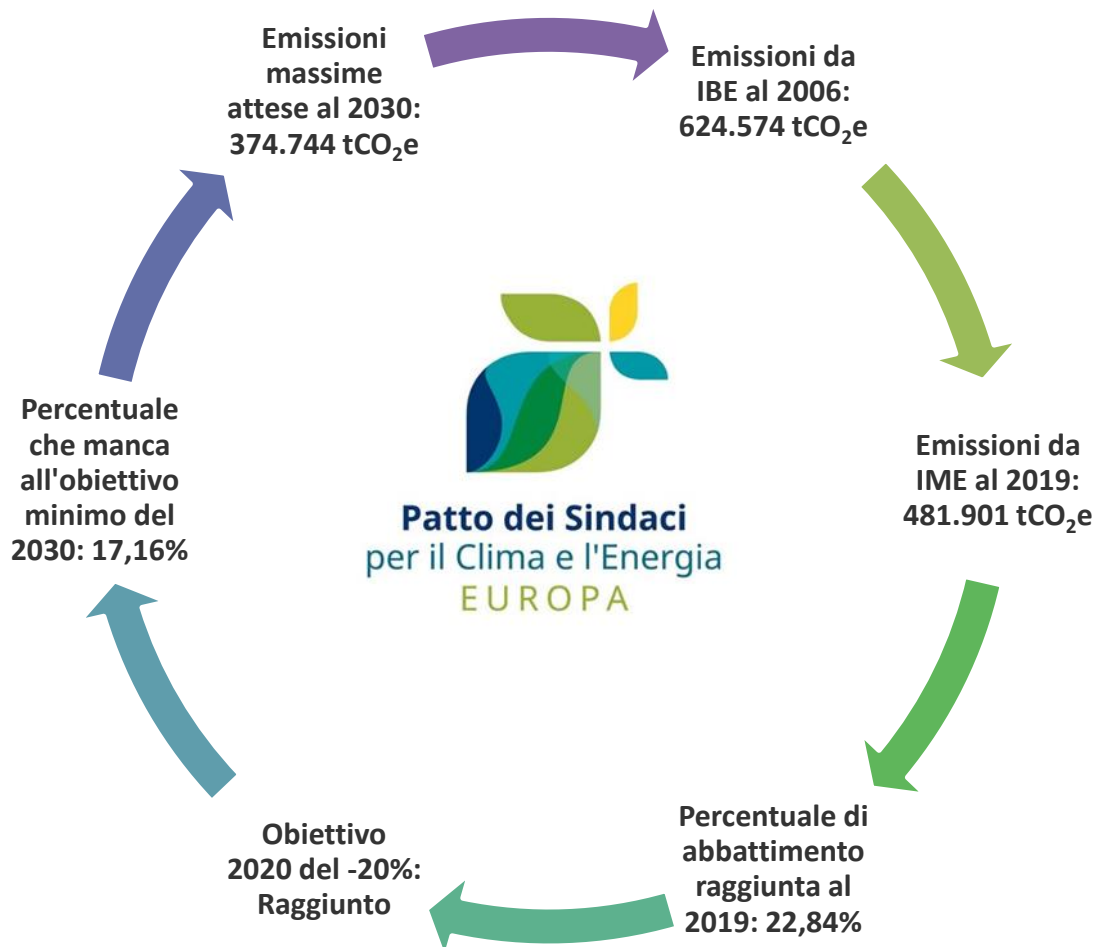 Emissioni
massime
attese al 2030:
374.744 tCO₂e
Emissioni da
IBE al 2006:
624.574 tCO₂e
Emissioni da
IME al 2019:
481.901 tCO₂e
Percentuale di
abbattimento
raggiunta al
2019: 22,84%
Obiettivo
2020 del -20%:
Raggiunto
Percentuale
che manca
all'obiettivo
minimo del
2030: 17,16%
Patto dei Sindaci
per il Clima e l'Energia
EUROPA